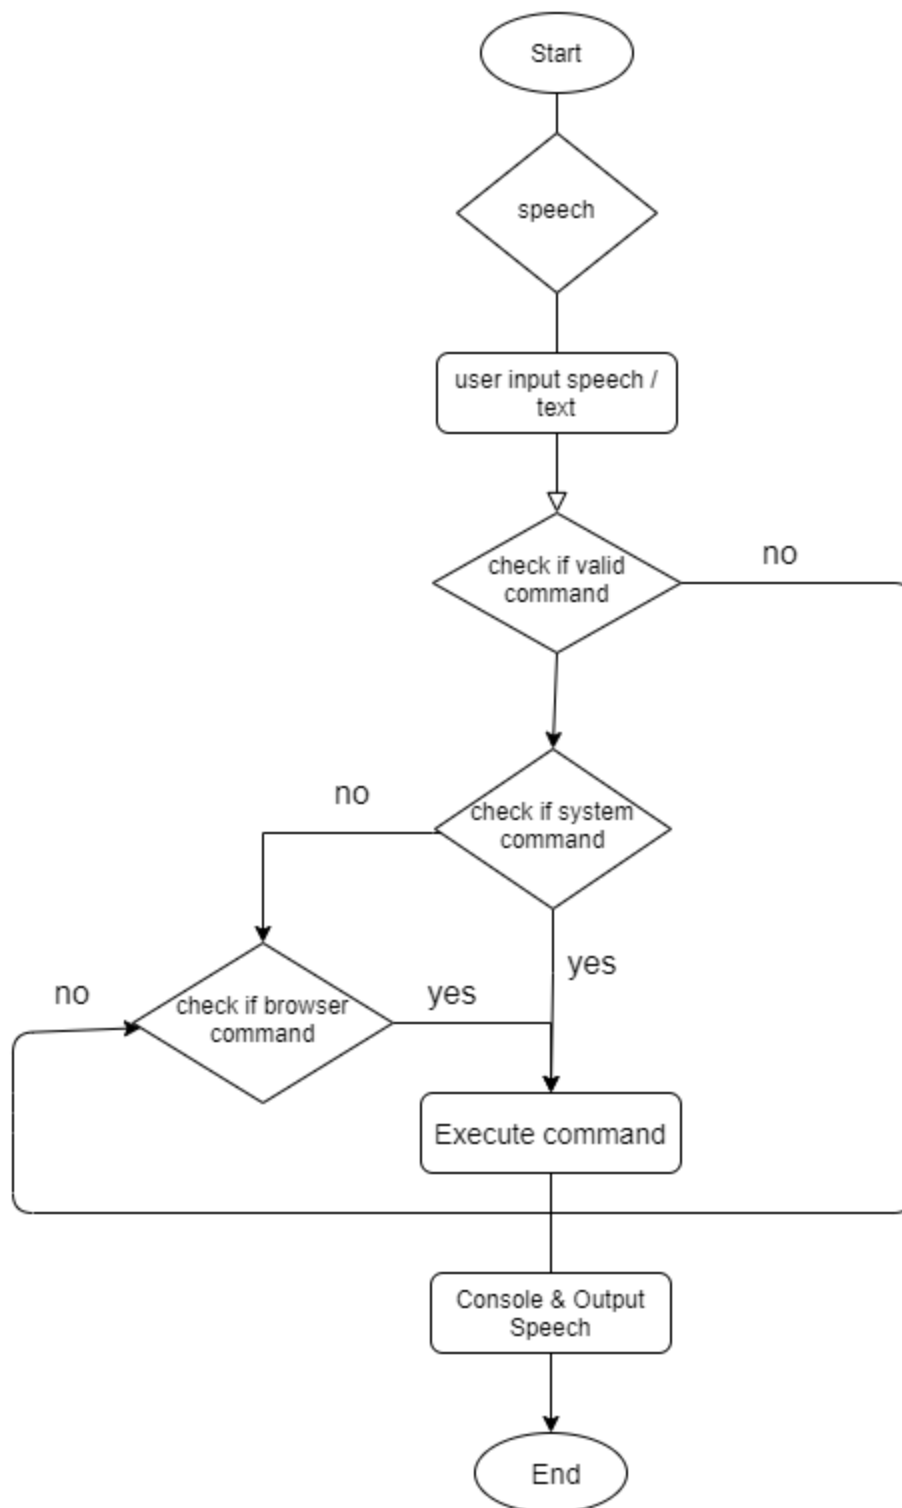 Start
speech
user input speech /
text
check if valid
command
no
check if system
command
no
yes
check if browser
command
no
yes
Execute command
Console & Output
Speech
End